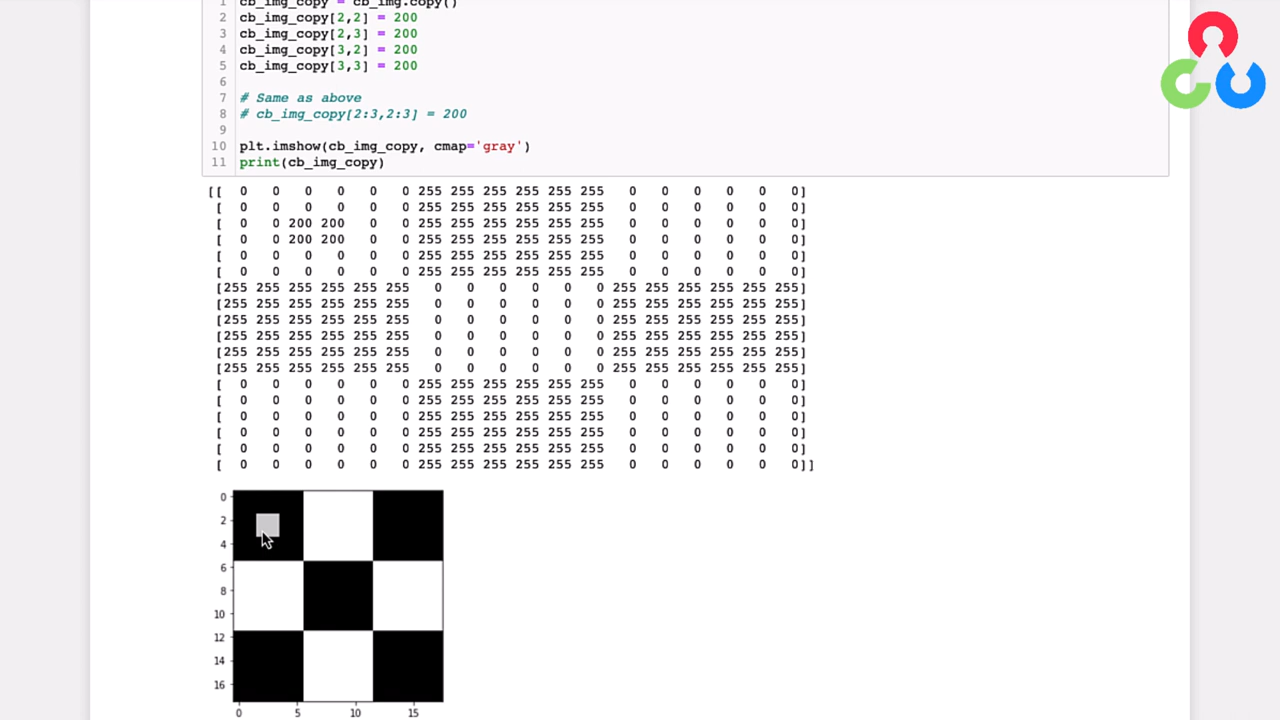 1 cb_img_copy = cb_img.copy()
2 cb_img_copy[2,2] = 200
3 cb_img_copy[2,3] = 200
4 cb_img_copy[3,2] = 200
5 cb_img_copy[3,3] = 200
6
7 # Same as above
8 # cb_img_copy[2:3,2:3] = 200
9
10 plt.imshow(cb_img_copy, cmap='gray')
11 print(cb_img_copy)
[[ 0 0 0 0 0 0 255 255 255 255 255 255 0 0 0 0 0 0]
[ 0 0 0 0 0 0 255 255 255 255 255 255 0 0 0 0 0 0]
[ 0 0 200 200 0 0 255 255 255 255 255 255 0 0 0 0 0 0]
[ 0 0 200 200 0 0 255 255 255 255 255 255 0 0 0 0 0 0]
[ 0 0 0 0 0 0 255 255 255 255 255 255 0 0 0 0 0 0]
[ 0 0 0 0 0 0 255 255 255 255 255 255 0 0 0 0 0 0]
[255 255 255 255 255 255 0 0 0 0 0 0 255 255 255 255 255 255]
[255 255 255 255 255 255 0 0 0 0 0 0 255 255 255 255 255 255]
[255 255 255 255 255 255 0 0 0 0 0 0 255 255 255 255 255 255]
[255 255 255 255 255 255 0 0 0 0 0 0 255 255 255 255 255 255]
[255 255 255 255 255 255 0 0 0 0 0 0 255 255 255 255 255 255]
[255 255 255 255 255 255 0 0 0 0 0 0 255 255 255 255 255 255]
[ 0 0 0 0 0 0 255 255 255 255 255 255 0 0 0 0 0 0]
[ 0 0 0 0 0 0 255 255 255 255 255 255 0 0 0 0 0 0]
[ 0 0 0 0 0 0 255 255 255 255 255 255 0 0 0 0 0 0]
[ 0 0 0 0 0 0 255 255 255 255 255 255 0 0 0 0 0 0]
[ 0 0 0 0 0 0 255 255 255 255 255 255 0 0 0 0 0 0]
[ 0 0 0 0 0 0 255 255 255 255 255 255 0 0 0 0 0 0]]
0
2
4
6
8
10
12
14
16
0 5 10 15